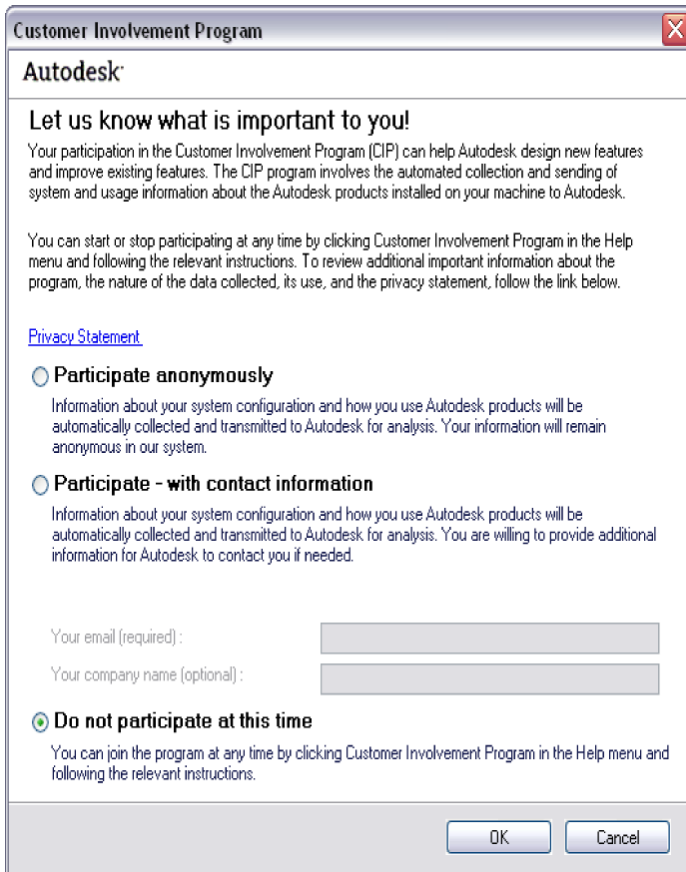 Customer Involvement Program
Autodesk
Let us know what is important to you!
Your participation in the Customer Involvement Program (CIP) can help Autodesk design new features
and improve existing features. The CIP program involves the automated collection and sending of
system and usage information about the Autodesk products installed on your machine to Autodesk.
You can start or stop participating at any time by clicking Customer Involvement Program in the Help
menu and following the relevant instructions. To review additional important information about the
program, the nature of the data collected, its use, and the privacy statement, follow the link below.
Privacy Statement
Participate anonymously
Information about your system configuration and how you use Autodesk products will be
automatically collected and transmitted to Autodesk for analysis. Your information will remain
anonymous in our system.
Participate - with contact information
Information about your system configuration and how you use Autodesk products will be
automatically collected and transmitted to Autodesk for analysis. You are willing to provide additional
information for Autodesk to contact you if needed.
Your email (required) :
Your company name (optional) :
Do not participate at this time
You can join the program at any time by clicking Customer Involvement Program in the Help menu and
following the relevant instructions.
OK Cancel